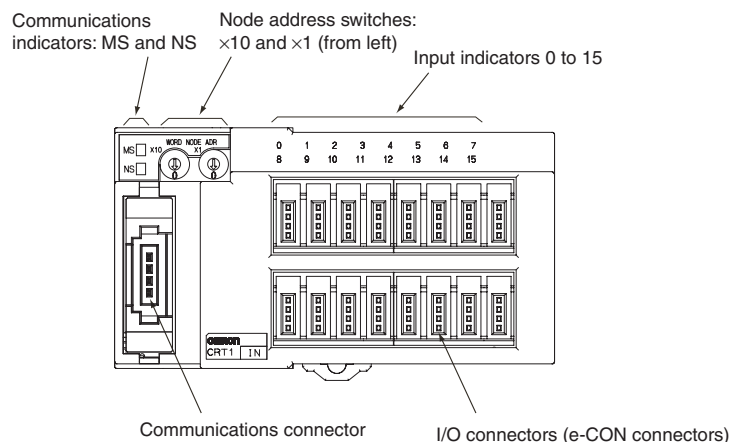 Communications
indicators: MS and NS
Node address switches:
×10 and ×1 (from left)
Input indicators 0 to 15
MS
NS
X10
WORD NODE ADR
X1
0
0
0 1 2 3 4 5 6 7
8 9 10 11 12 13 14 15
OMRON
CRT1 IN
Communications connector
I/O connectors (e-CON connectors)